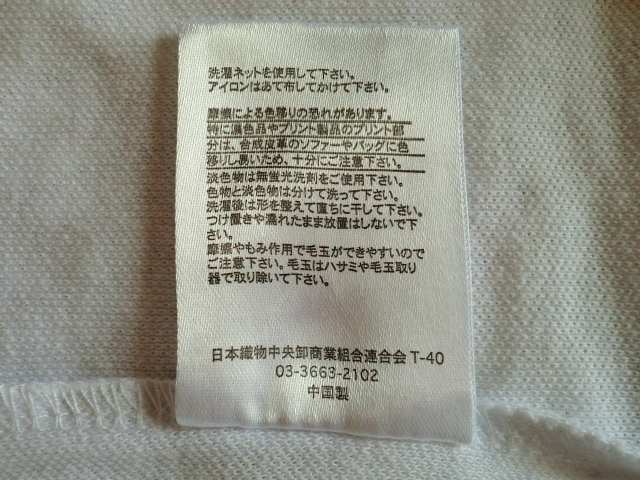 洗濯ネットを使用して下さい。
アイロンはあて布してかけて下さい。
摩擦による色移りの恐れがあります。
特に濃色品やプリント製品のプリント部
分は、合成皮革のソファーやバッグに色
移りし易いため、十分にご注意下さい。
淡色物は無蛍光洗剤をご使用下さい。
色物と淡色物は分けて洗って下さい。
洗濯後は形を整えて直ちに干して下さい。
つけ置きや濡れたまま放置はしないで下
さい。
摩擦やもみ作用で毛玉ができやすいので
ご注意下さい。毛玉はハサミや毛玉取り
器で取り除いて下さい。
日本織物中央卸商業組合連合会 T-40
03-3663-2102
中国製